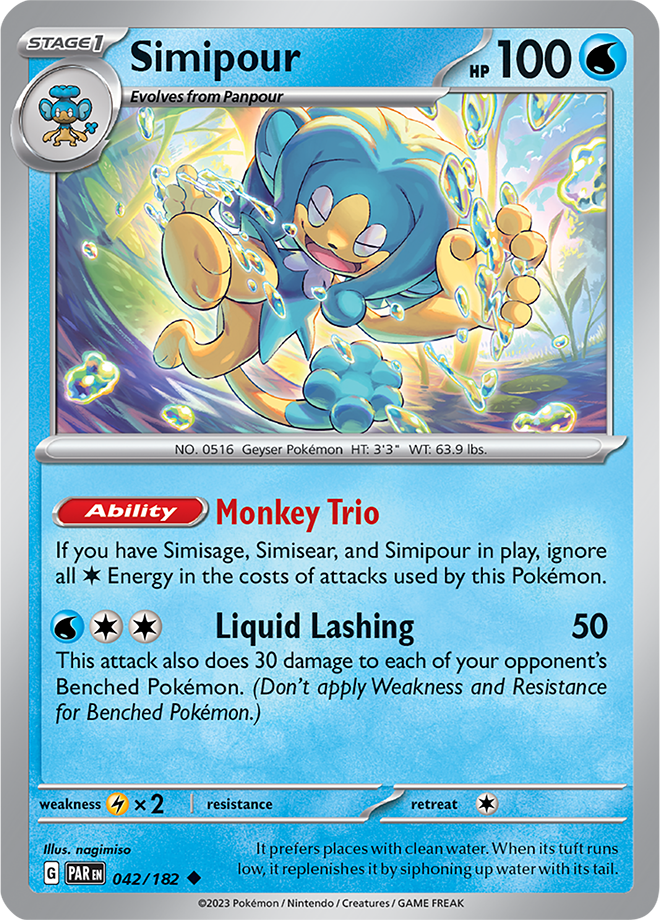 STAGE1
Simipour
HP 100
Evolves from Panpour
NO. 0516 Geyser Pokémon HT: 3'3" WT: 63.9 lbs.
Ability Monkey Trio
If you have Simisage, Simisear, and Simipour in play, ignore
all Energy in the costs of attacks used by this Pokémon.
Liquid Lashing 50
This attack also does 30 damage to each of your opponent's
Benched Pokémon. (Don't apply Weakness and Resistance
for Benched Pokémon.)
weakness ×2 resistance retreat
Illus. nagimiso
It prefers places with clean water. When its tuft runs
low, it replenishes it by siphoning up water with its tail.
G PAR EN 042/182
©2023 Pokémon / Nintendo / Creatures / GAME FREAK